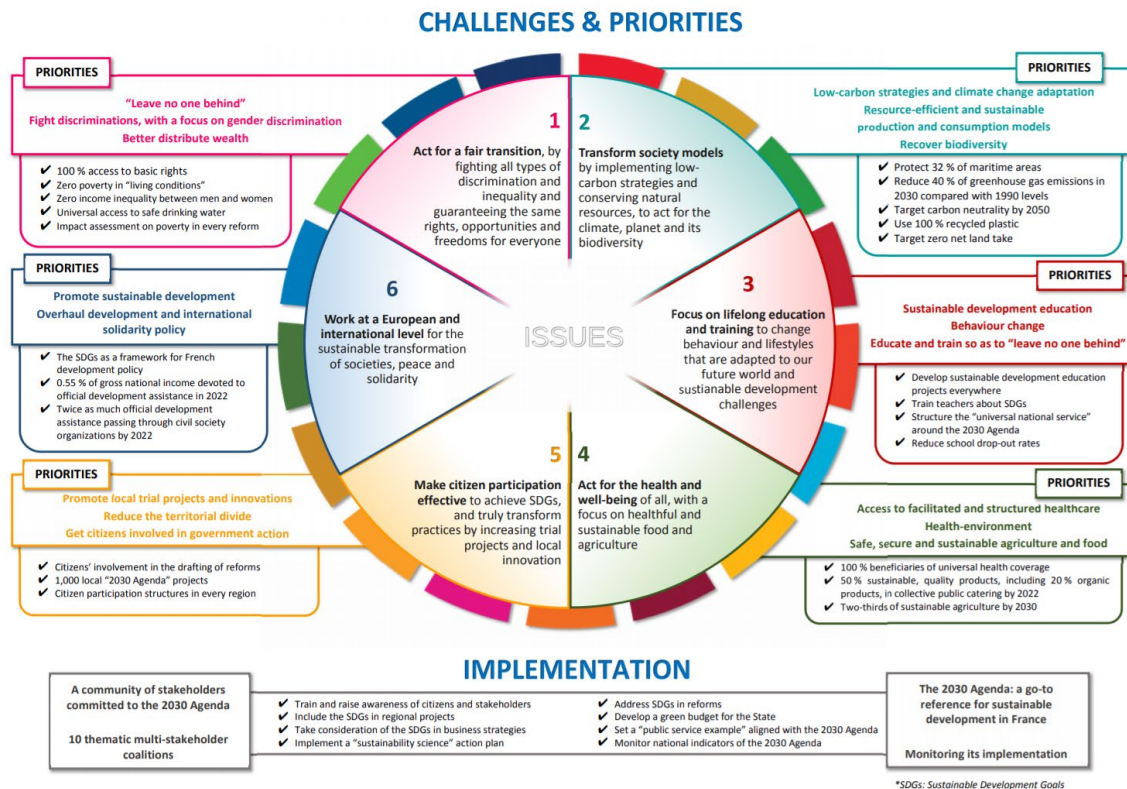 CHALLENGES & PRIORITIES
PRIORITIES
“Leave no one behind”
Fight discriminations, with a focus on gender discrimination
Better distribute wealth
✔ 100 % access to basic rights
✔ Zero poverty in “living conditions”
✔ Zero income inequality between men and women
✔ Universal access to safe drinking water
✔ Impact assessment on poverty in every reform
1
Act for a fair transition, by
fighting all types of
discrimination and
inequality and
guaranteeing the same
rights, opportunities and
freedoms for everyone
2
Transform society models
by implementing low-
carbon strategies and
conserving natural
resources, to act for the
climate, planet and its
biodiversity
PRIORITIES
Low-carbon strategies and climate change adaptation
Resource-efficient and sustainable
production and consumption models
Recover biodiversity
✔ Protect 32 % of maritime areas
✔ Reduce 40 % of greenhouse gas emissions in
2030 compared with 1990 levels
✔ Target carbon neutrality by 2050
✔ Use 100 % recycled plastic
✔ Target zero net land take
PRIORITIES
Promote sustainable development
Overhaul development and international
solidarity policy
✔ The SDGs as a framework for French
development policy
✔ 0.55 % of gross national income devoted to
official development assistance in 2022
✔ Twice as much official development
assistance passing through civil society
organizations by 2022
6
Work at a European and
international level for the
sustainable transformation
of societies, peace and
solidarity
ISSUES
3
Focus on lifelong education
and training to change
behaviour and lifestyles
that are adapted to our
future world and
sustianable development
challenges
PRIORITIES
Sustainable development education
Behaviour change
Educate and train so as to “leave no one behind”
✔ Develop sustainable development education
projects everywhere
✔ Train teachers about SDGs
✔ Structure the “universal national service”
around the 2030 Agenda
✔ Reduce school drop-out rates
PRIORITIES
Promote local trial projects and innovations
Reduce the territorial divide
Get citizens involved in government action
✔ Citizens’ involvement in the drafting of reforms
✔ 1,000 local “2030 Agenda” projects
✔ Citizen participation structures in every region
5
Make citizen participation
effective to achieve SDGs,
and truly transform
practices by increasing trial
projects and local
innovation
4
Act for the health and
well-being of all, with a
focus on healthful and
sustainable food and
agriculture
PRIORITIES
Access to facilitated and structured healthcare
Health-environment
Safe, secure and sustainable agriculture and food
✔ 100 % beneficiaries of universal health coverage
✔ 50 % sustainable, quality products, including 20 % organic
products, in collective public catering by 2022
✔ Two-thirds of sustainable agriculture by 2030
IMPLEMENTATION
A community of stakeholders
committed to the 2030 Agenda
10 thematic multi-stakeholder
coalitions
✔ Train and raise awareness of citizens and stakeholders
✔ Include the SDGs in regional projects
✔ Take consideration of the SDGs in business strategies
✔ Implement a “sustainability science” action plan
✔ Address SDGs in reforms
✔ Develop a green budget for the State
✔ Set a “public service example” aligned with the 2030 Agenda
✔ Monitor national indicators of the 2030 Agenda
The 2030 Agenda: a go-to
reference for sustainable
development in France
Monitoring its implementation
*SDGs: Sustainable Development Goals